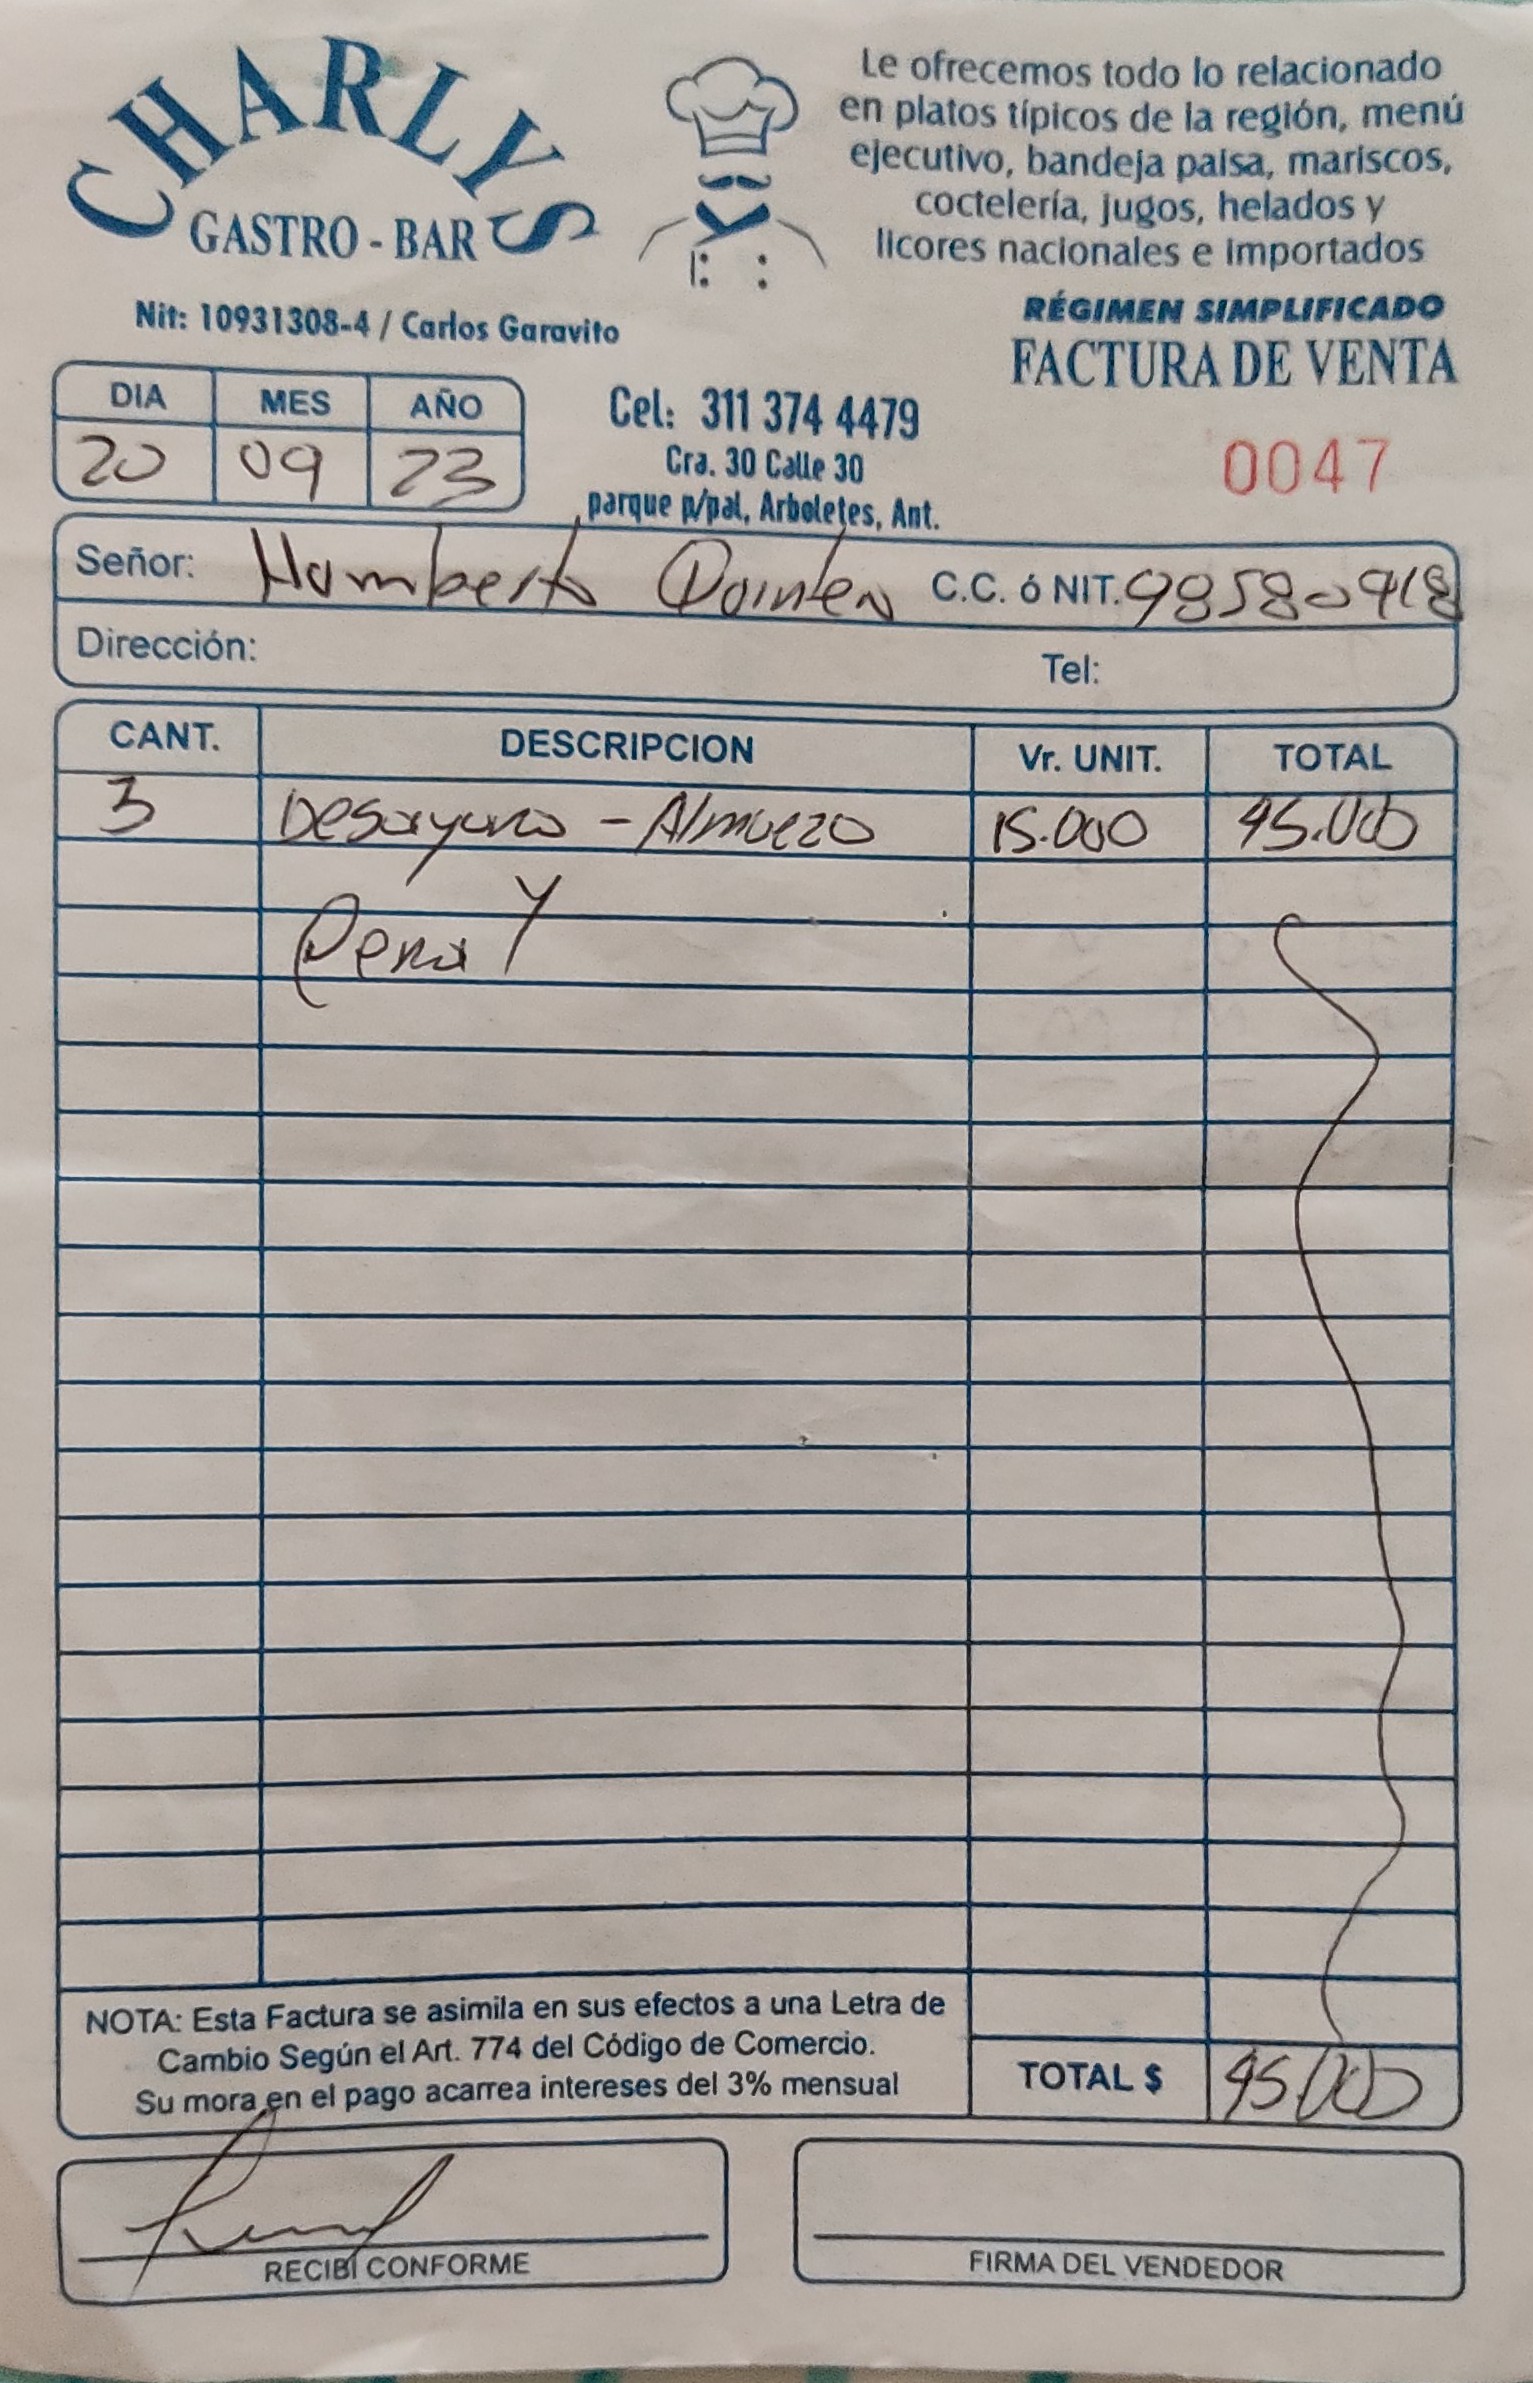 CHARLYS
GASTRO - BAR
Le ofrecemos todo lo relacionado
en platos típicos de la región, menú
ejecutivo, bandeja paisa, mariscos,
coctelería, jugos, helados y
licores nacionales e importados
Nit: 10931308-4 / Carlos Garavito
RÉGIMEN SIMPLIFICADO
FACTURA DE VENTA
DIA MES AÑO
20 09 23
Cel: 311 374 4479
Cra. 30 Calle 30
parque p/pal, Arboletes, Ant.
0047
Señor: Humberto C.C. ó NIT. 98580918
Dirección: Tel:
CANT. DESCRIPCION Vr. UNIT. TOTAL
3 Desayuno - Almuerzo 15.000 45.000
Y
TOTAL $ 45.000
NOTA: Esta Factura se asimila en sus efectos a una Letra de
Cambio Según el Art. 774 del Código de Comercio.
Su mora en el pago acarrea intereses del 3% mensual
RECIBÍ CONFORME
FIRMA DEL VENDEDOR